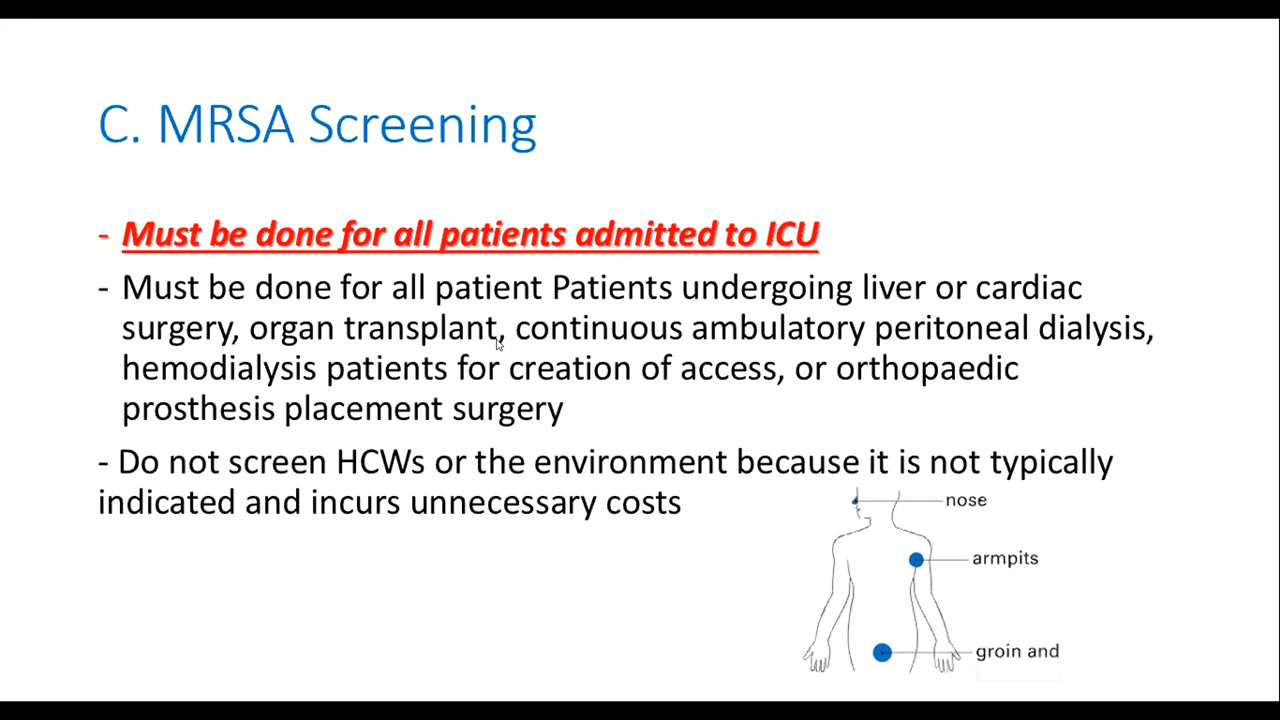 C. MRSA Screening
- Must be done for all patients admitted to ICU
- Must be done for all patient Patients undergoing liver or cardiac
surgery, organ transplant, continuous ambulatory peritoneal dialysis,
hemodialysis patients for creation of access, or orthopaedic
prosthesis placement surgery
- Do not screen HCWs or the environment because it is not typically
indicated and incurs unnecessary costs
nose
armpits
groin and